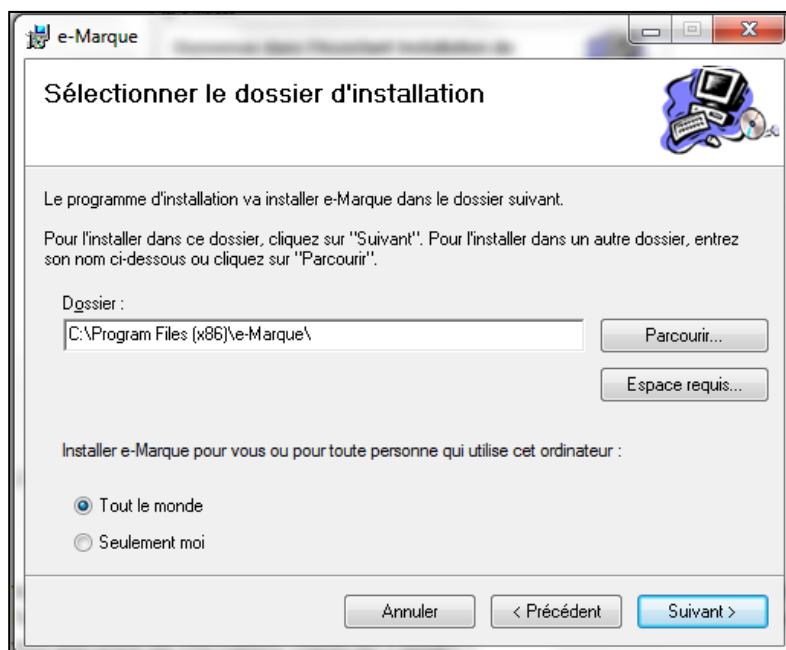 e-Marque
Sélectionner le dossier d'installation
Le programme d'installation va installer e-Marque dans le dossier suivant.
Pour l'installer dans ce dossier, cliquez sur "Suivant". Pour l'installer dans un autre dossier, entrez
son nom ci-dessous ou cliquez sur "Parcourir".
Dossier :
C:\Program Files (x86)\e-Marque\
Parcourir...
Espace requis...
Installer e-Marque pour vous ou pour toute personne qui utilise cet ordinateur :
Tout le monde
Seulement moi
Annuler
< Précédent
Suivant >